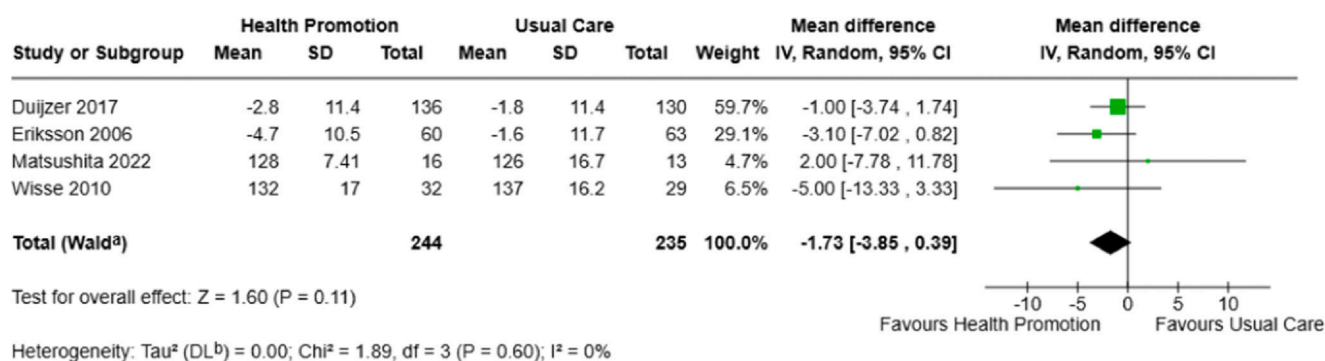 Health Promotion Usual Care Mean difference Mean difference
Study or Subgroup Mean SD Total Mean SD Total Weight IV, Random, 95% CI IV, Random, 95% CI
Duijzer 2017 -2.8 11.4 136 -1.8 11.4 130 59.7% -1.00 [-3.74 , 1.74]
Eriksson 2006 -4.7 10.5 60 -1.6 11.7 63 29.1% -3.10 [-7.02 , 0.82]
Matsushita 2022 128 7.41 16 126 16.7 13 4.7% 2.00 [-7.78 , 11.78]
Wisse 2010 132 17 32 137 16.2 29 6.5% -5.00 [-13.33 , 3.33]
Total (Waldᵃ) 244 235 100.0% -1.73 [-3.85 , 0.39]
Test for overall effect: Z = 1.60 (P = 0.11)
-10 -5 0 5 10
Favours Health Promotion Favours Usual Care
Heterogeneity: Tau² (DLᵇ) = 0.00; Chi² = 1.89, df = 3 (P = 0.60); I² = 0%